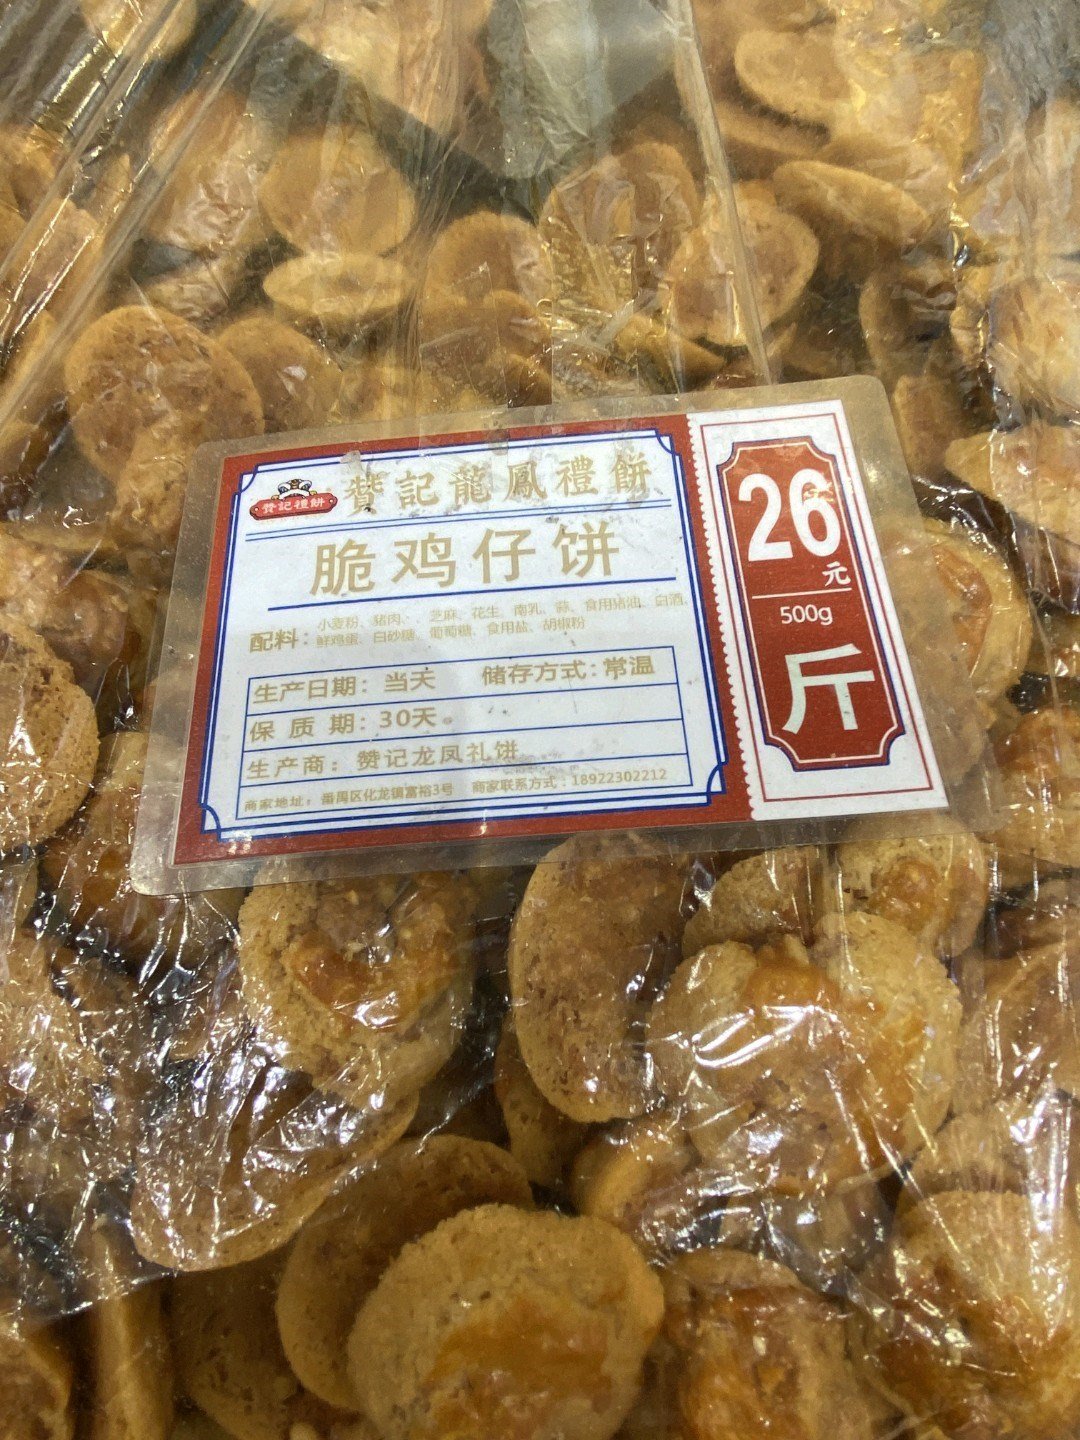 赞記禮餅
赞記龍鳳禮餅
脆鸡仔饼
配料：小麦粉、猪肉、、芝麻、花生、南乳、蒜、食用猪油、白酒、
鲜鸡蛋、白砂糖、葡萄糖、食用盐、胡椒粉
生产日期：当天 储存方式：常温
保质期：30天。
生产商：赞记龙凤礼饼
商家地址：番禺区化龙镇富裕3号 商家联系方式：18922302212
26
元
500g
斤